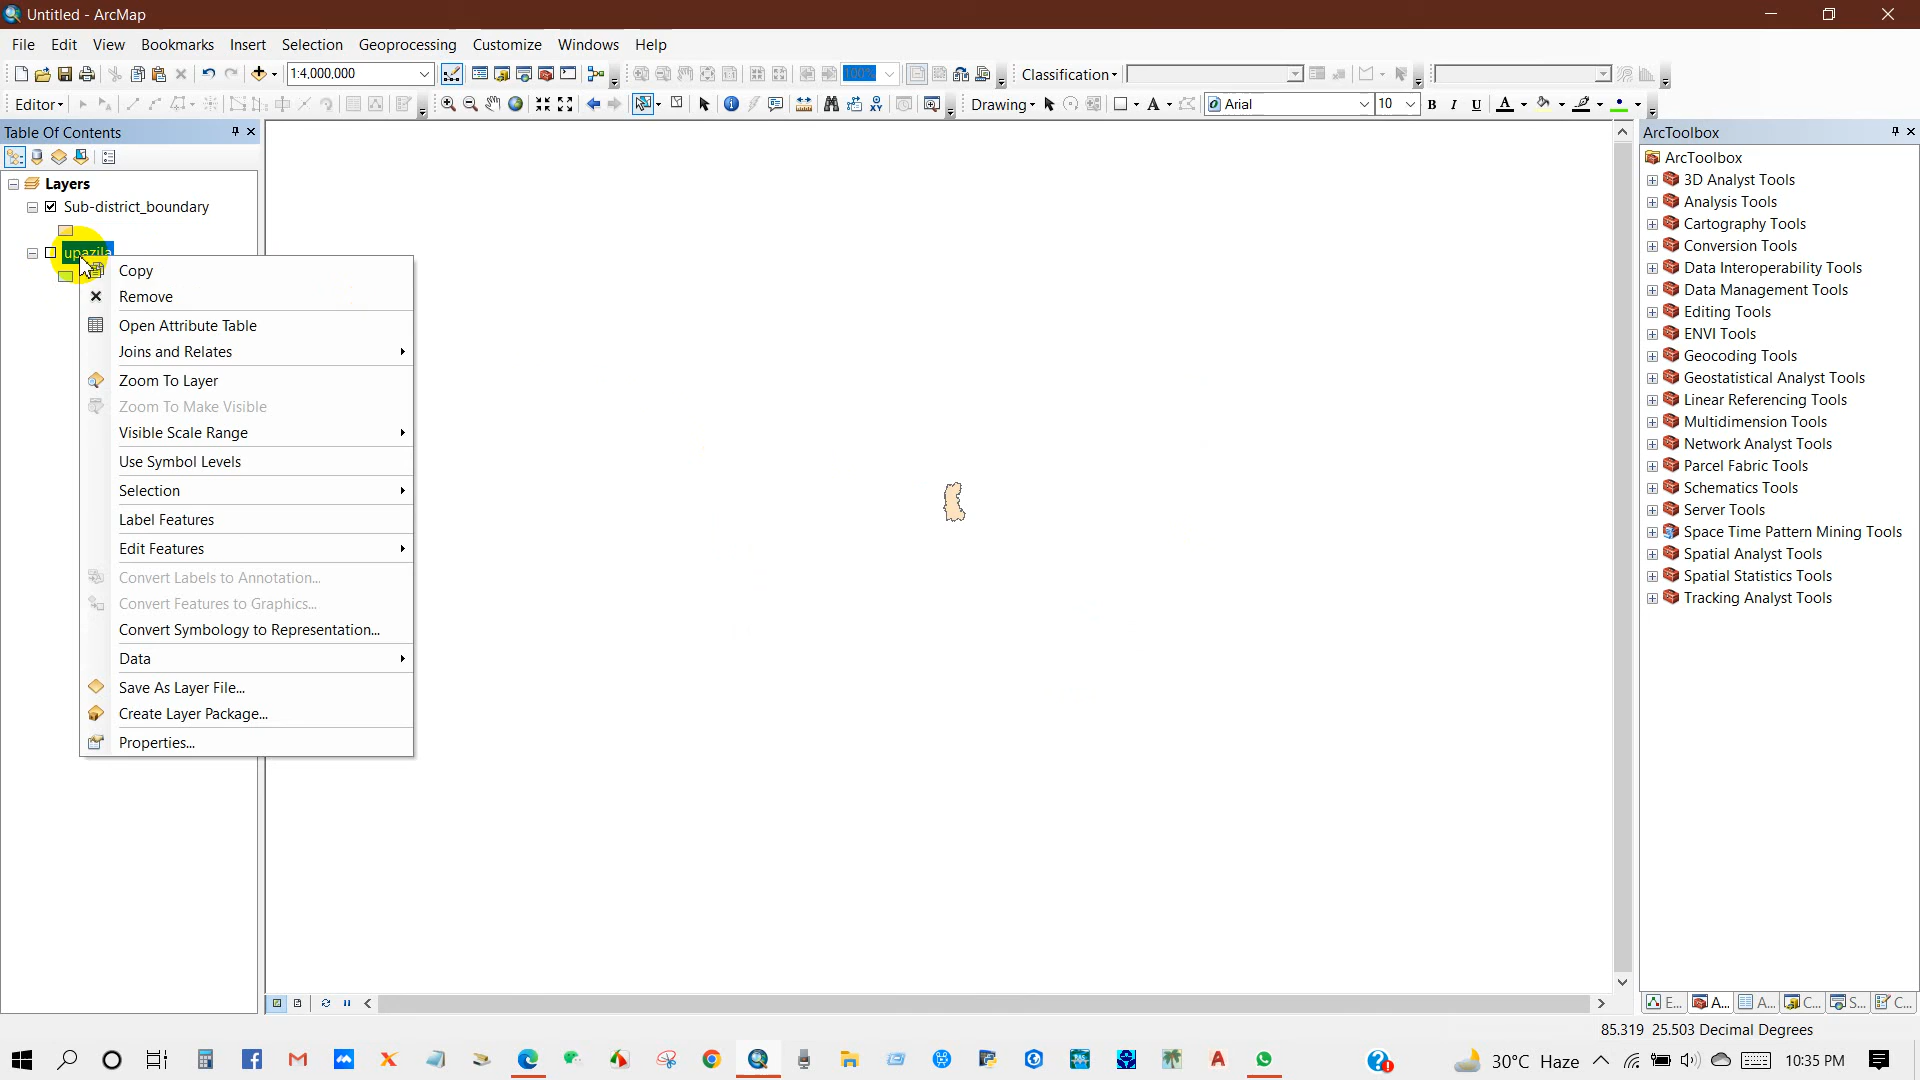 Untitled - ArcMap
File Edit View Bookmarks Insert Selection Geoprocessing Customize Windows Help
1:4,000,000 100% Classification
Editor Drawing Arial 10 B I U A
Table Of Contents
Layers
Sub-district_boundary
upazila
Copy
Remove
Open Attribute Table
Joins and Relates
Zoom To Layer
Zoom To Make Visible
Visible Scale Range
Use Symbol Levels
Selection
Label Features
Edit Features
Convert Labels to Annotation...
Convert Features to Graphics...
Convert Symbology to Representation...
Data
Save As Layer File...
Create Layer Package...
Properties...
ArcToolbox
ArcToolbox
3D Analyst Tools
Analysis Tools
Cartography Tools
Conversion Tools
Data Interoperability Tools
Data Management Tools
Editing Tools
ENVI Tools
Geocoding Tools
Geostatistical Analyst Tools
Linear Referencing Tools
Multidimension Tools
Network Analyst Tools
Parcel Fabric Tools
Schematics Tools
Server Tools
Space Time Pattern Mining Tools
Spatial Analyst Tools
Spatial Statistics Tools
Tracking Analyst Tools
E... A... A... C... S... C...
85.319 25.503 Decimal Degrees
30°C Haze 10:35 PM